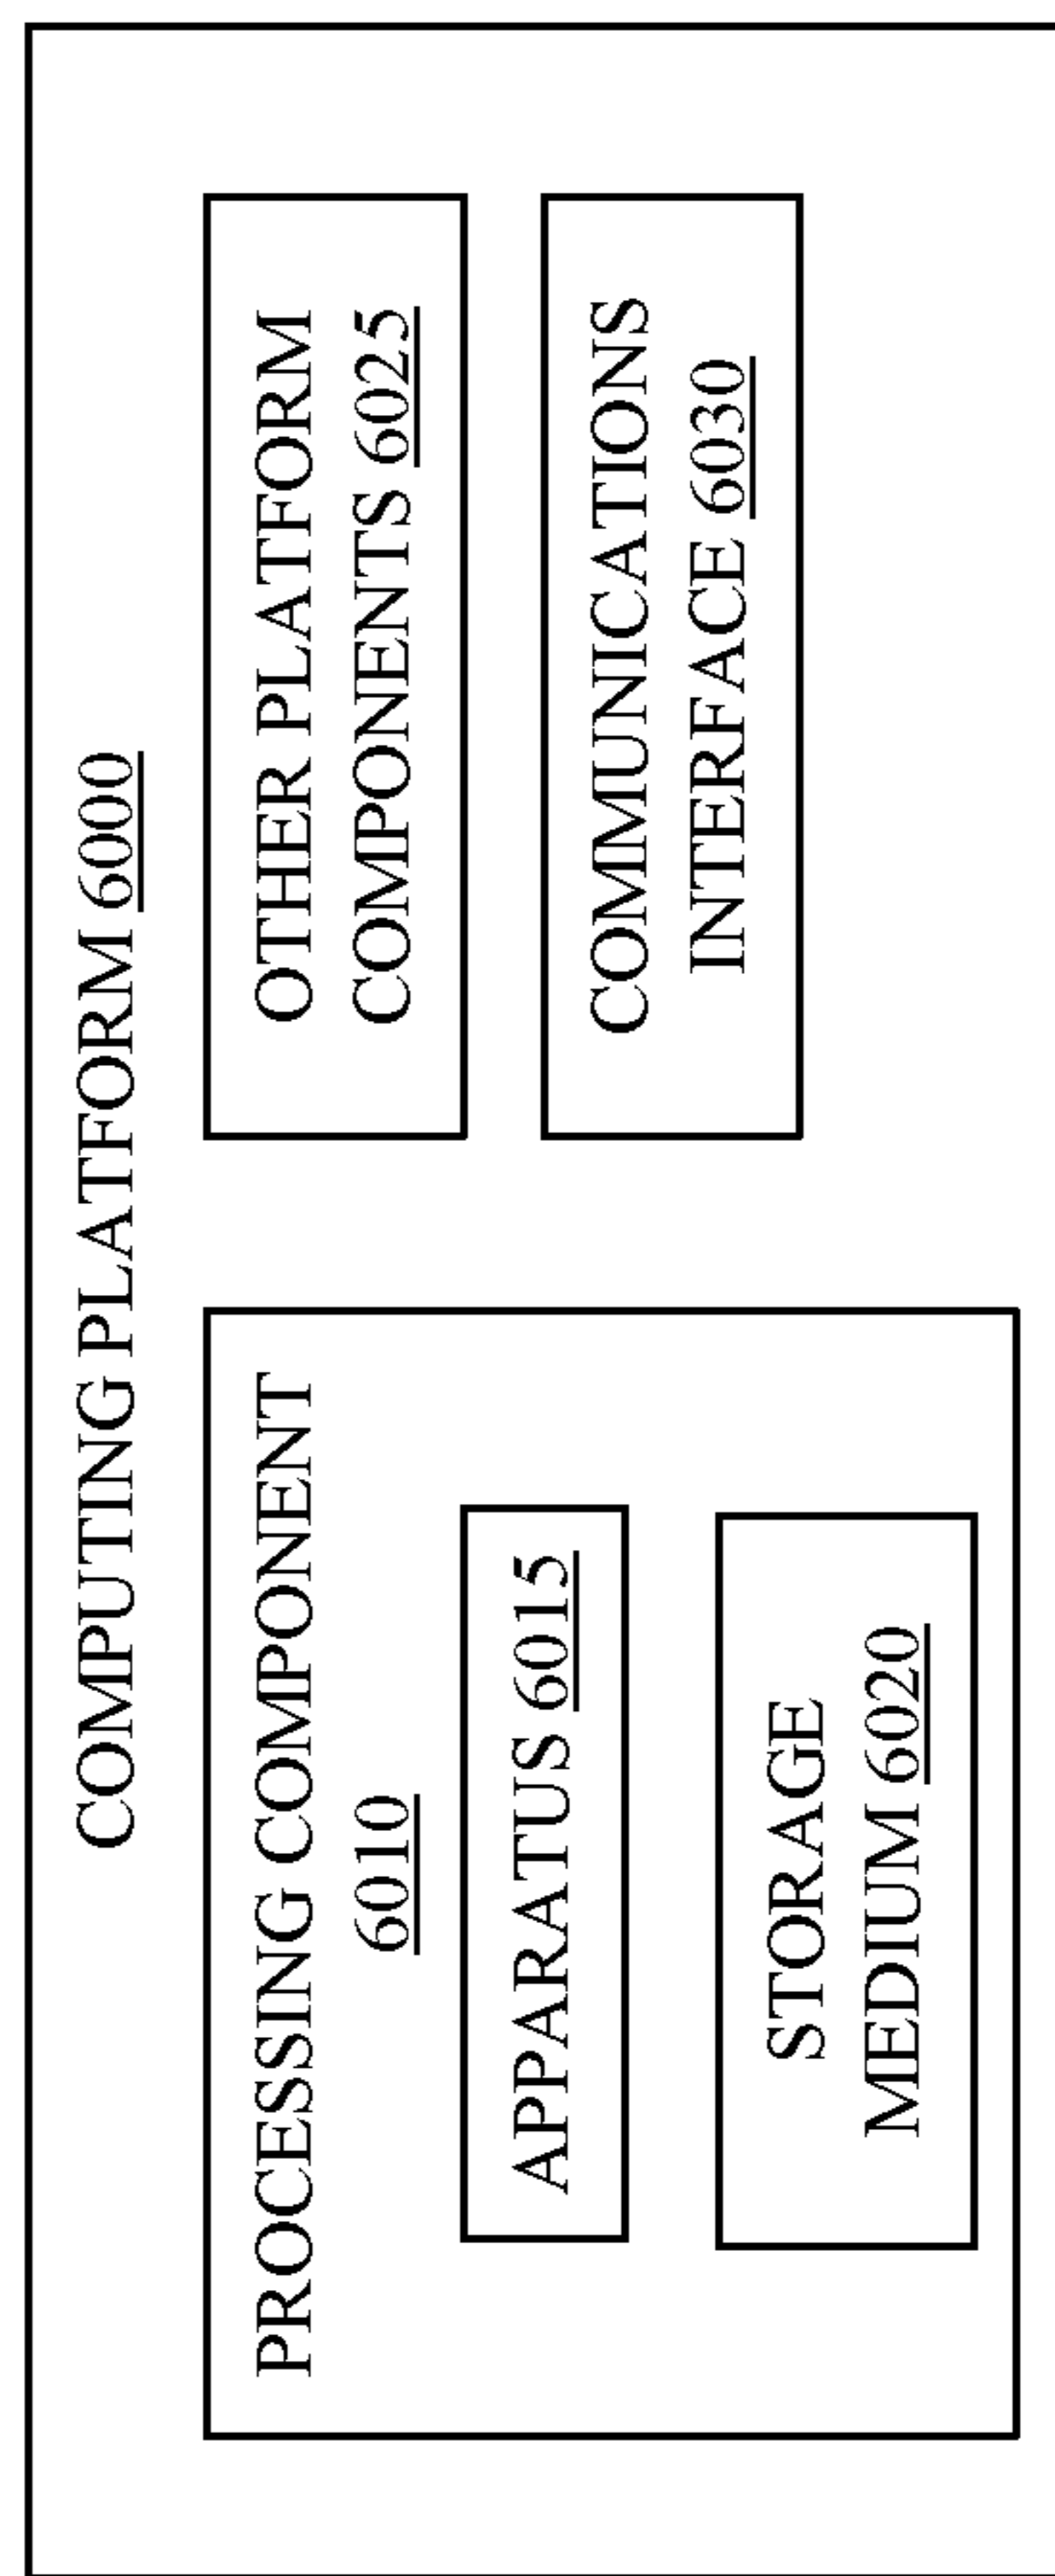 COMPUTING PLATFORM 6000
PROCESSING COMPONENT
6010
APPARATUS 6015
STORAGE
MEDIUM 6020
OTHER PLATFORM
COMPONENTS 6025
COMMUNICATIONS
INTERFACE 6030